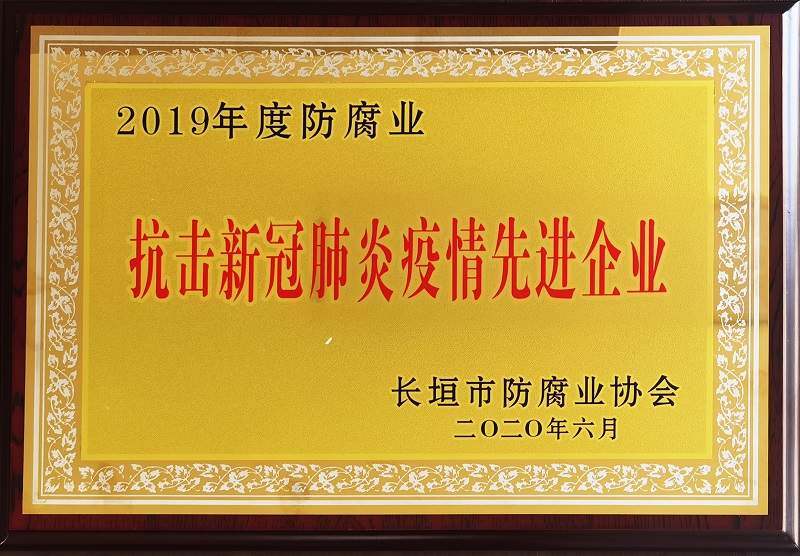 2019年度防腐业
抗击新冠肺炎疫情先进企业
长垣市防腐业协会
二〇二〇年六月